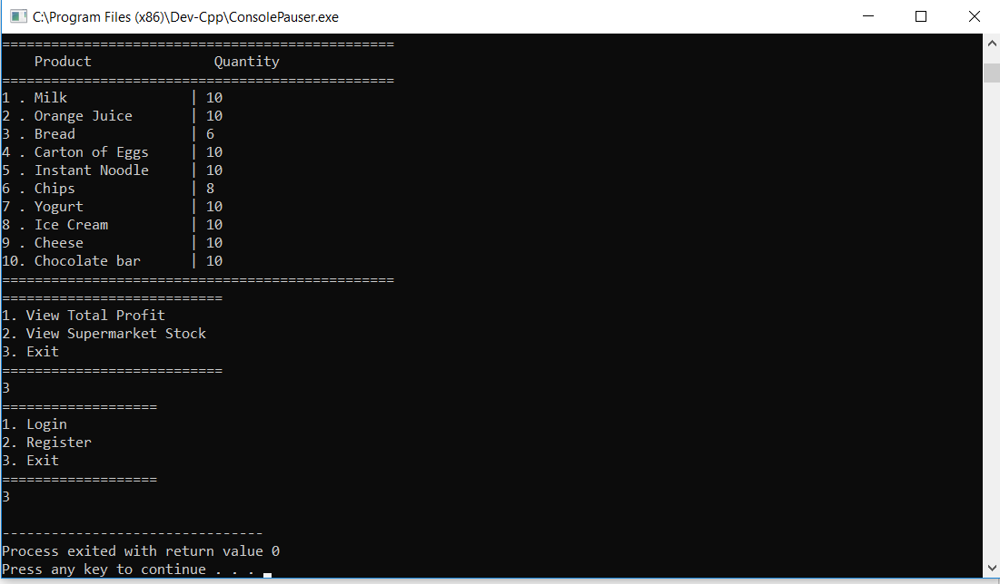 C:\Program Files (x86)\Dev-Cpp\ConsolePauser.exe
================================================
    Product               Quantity
================================================
1 . Milk               | 10
2 . Orange Juice       | 10
3 . Bread              | 6
4 . Carton of Eggs     | 10
5 . Instant Noodle     | 10
6 . Chips              | 8
7 . Yogurt             | 10
8 . Ice Cream          | 10
9 . Cheese             | 10
10. Chocolate bar      | 10
================================================
===========================
1. View Total Profit
2. View Supermarket Stock
3. Exit
===========================
3
===================
1. Login
2. Register
3. Exit
===================
3

--------------------------------
Process exited with return value 0
Press any key to continue . . .